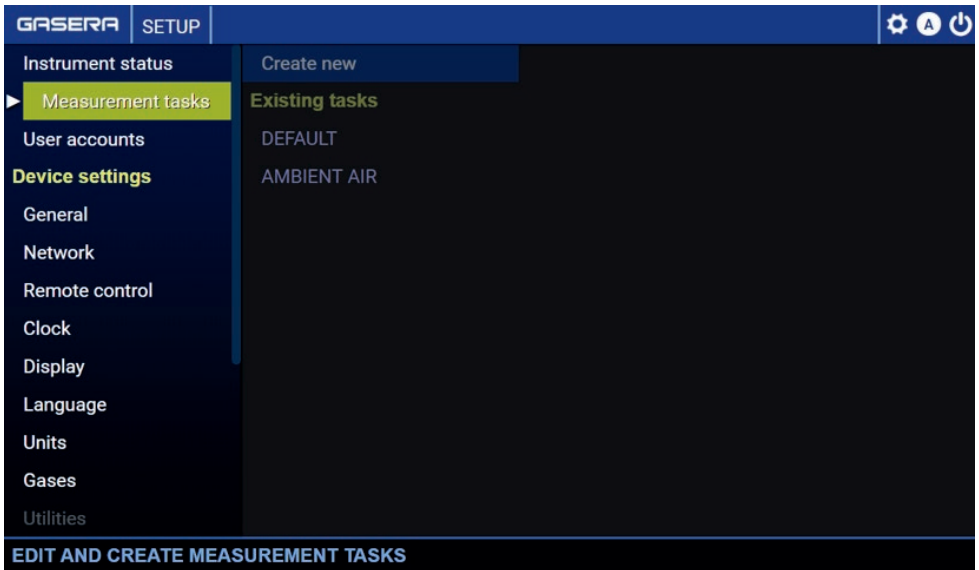 GASERA SETUP A
Instrument status
Measurement tasks
User accounts
Device settings
General
Network
Remote control
Clock
Display
Language
Units
Gases
Utilities
Create new
Existing tasks
DEFAULT
AMBIENT AIR
EDIT AND CREATE MEASUREMENT TASKS